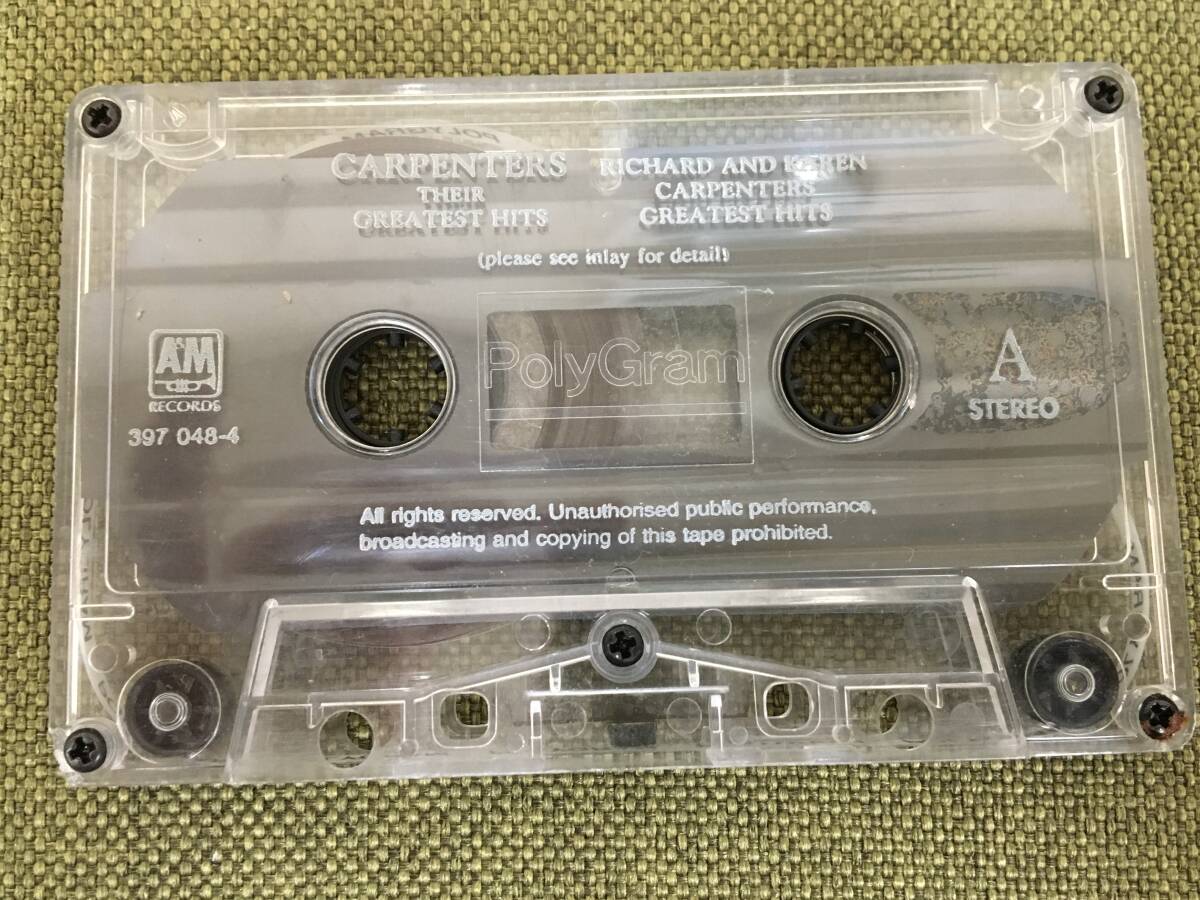 CARPENTERS
THEIR
GREATEST HITS
RICHARD AND KAREN
CARPENTERS
GREATEST HITS
(please see inlay for detail)
A&M
RECORDS
397 048-4
PolyGram
A
STEREO
All rights reserved. Unauthorised public performance,
broadcasting and copying of this tape prohibited.
POLYGRAM